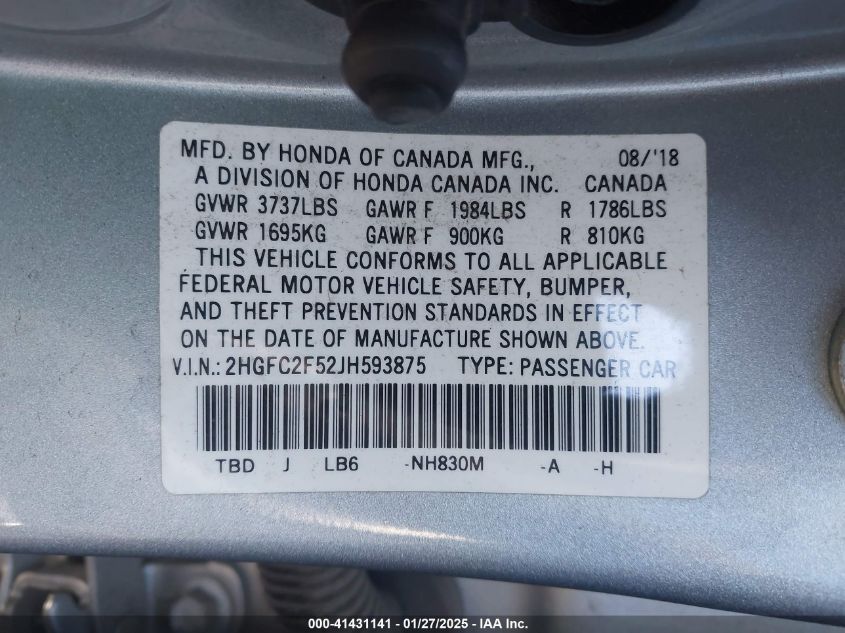 MFD. BY HONDA OF CANADA MFG., 08/'18
A DIVISION OF HONDA CANADA INC. CANADA
GVWR 3737LBS GAWR F 1984LBS R 1786LBS
GVWR 1695KG GAWR F 900KG R 810KG
THIS VEHICLE CONFORMS TO ALL APPLICABLE
FEDERAL MOTOR VEHICLE SAFETY, BUMPER,
AND THEFT PREVENTION STANDARDS IN EFFECT
ON THE DATE OF MANUFACTURE SHOWN ABOVE.
V.I.N.: 2HGFC2F52JH593875 TYPE: PASSENGER CAR
TBD J LB6 -NH830M -A -H
000-41431141 - 01/27/2025 - IAA Inc.